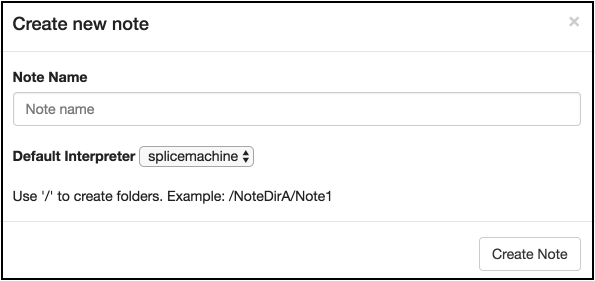 Create new note ×
Note Name
Note name
Default Interpreter splicemachine
Use '/' to create folders. Example: /NoteDirA/Note1
Create Note